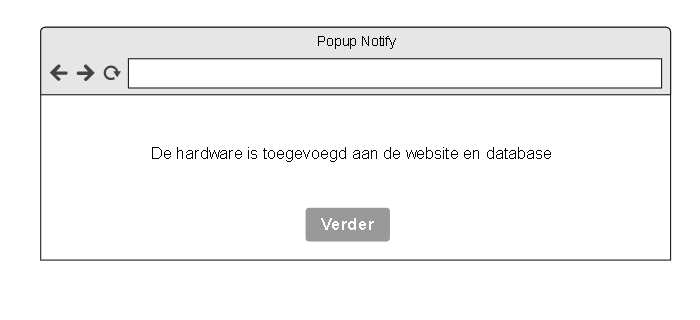 Popup Notify
De hardware is toegevoegd aan de website en database
Verder